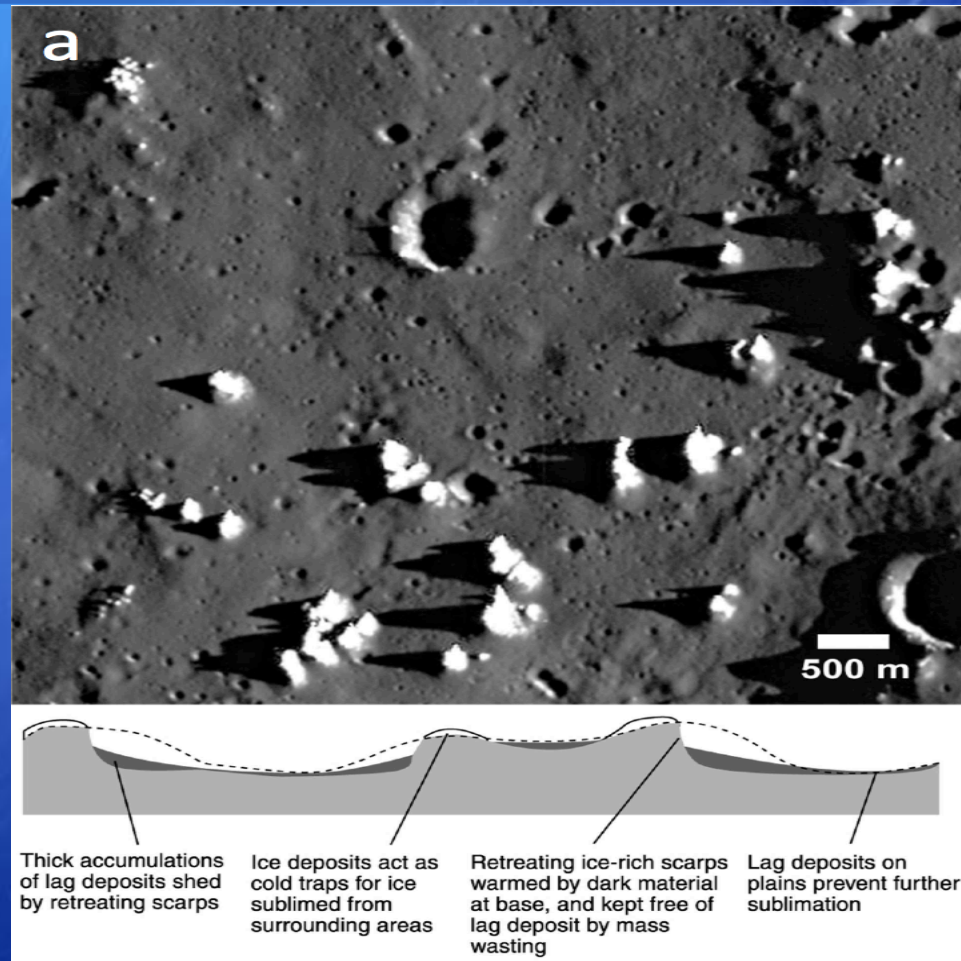 a
500 m
Thick accumulations
of lag deposits shed
by retreating scarps
Ice deposits act as
cold traps for ice
sublimed from
surrounding areas
Retreating ice-rich scarps
warmed by dark material
at base, and kept free of
lag deposit by mass
wasting
Lag deposits on
plains prevent further
sublimation